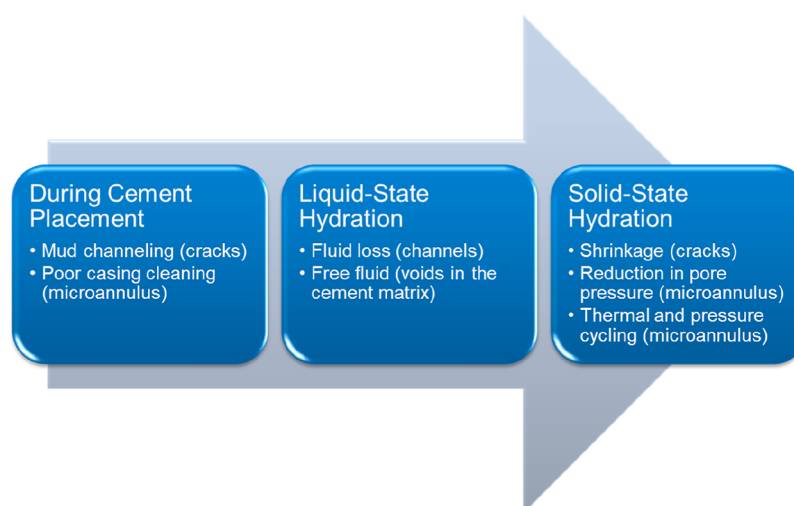 During Cement
Placement
• Mud channeling (cracks)
• Poor casing cleaning
(microannulus)
Liquid-State
Hydration
• Fluid loss (channels)
• Free fluid (voids in the
cement matrix)
Solid-State
Hydration
• Shrinkage (cracks)
• Reduction in pore
pressure (microannulus)
• Thermal and pressure
cycling (microannulus)